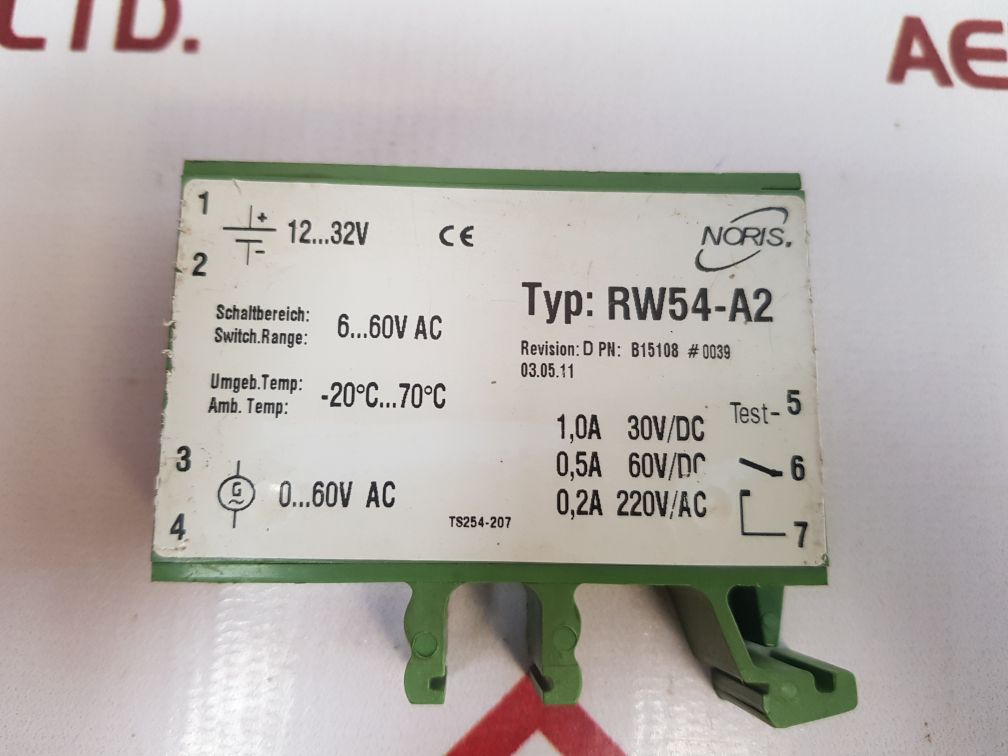 LTD.
AE
1
+
12...32V
CE
NORIS.
2
-
Typ: RW54-A2
Schaltbereich:
Switch.Range:
6...60V AC
Revision: D PN: B15108 #0039
03.05.11
Umgeb.Temp:
Amb. Temp:
-20°C...70°C
Test- 5
1,0A 30V/DC
0,5A 60V/DC
6
0,2A 220V/AC
7
3
G
~
0...60V AC
4
TS254-207